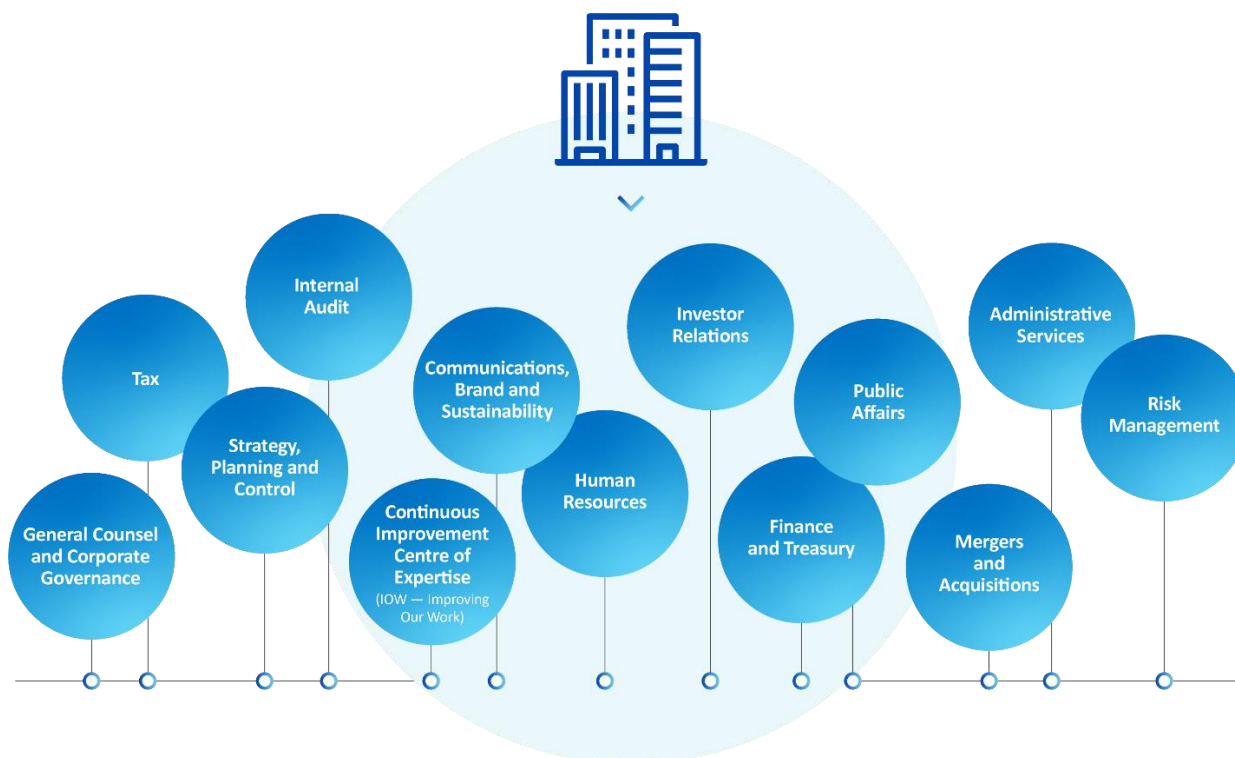 General Counsel
and Corporate
Governance
Tax
Strategy,
Planning and
Control
Internal
Audit
Continuous
Improvement
Centre of
Expertise
(IOW — Improving
Our Work)
Communications,
Brand and
Sustainability
Human
Resources
Investor
Relations
Finance
and Treasury
Public
Affairs
Mergers
and
Acquisitions
Administrative
Services
Risk
Management